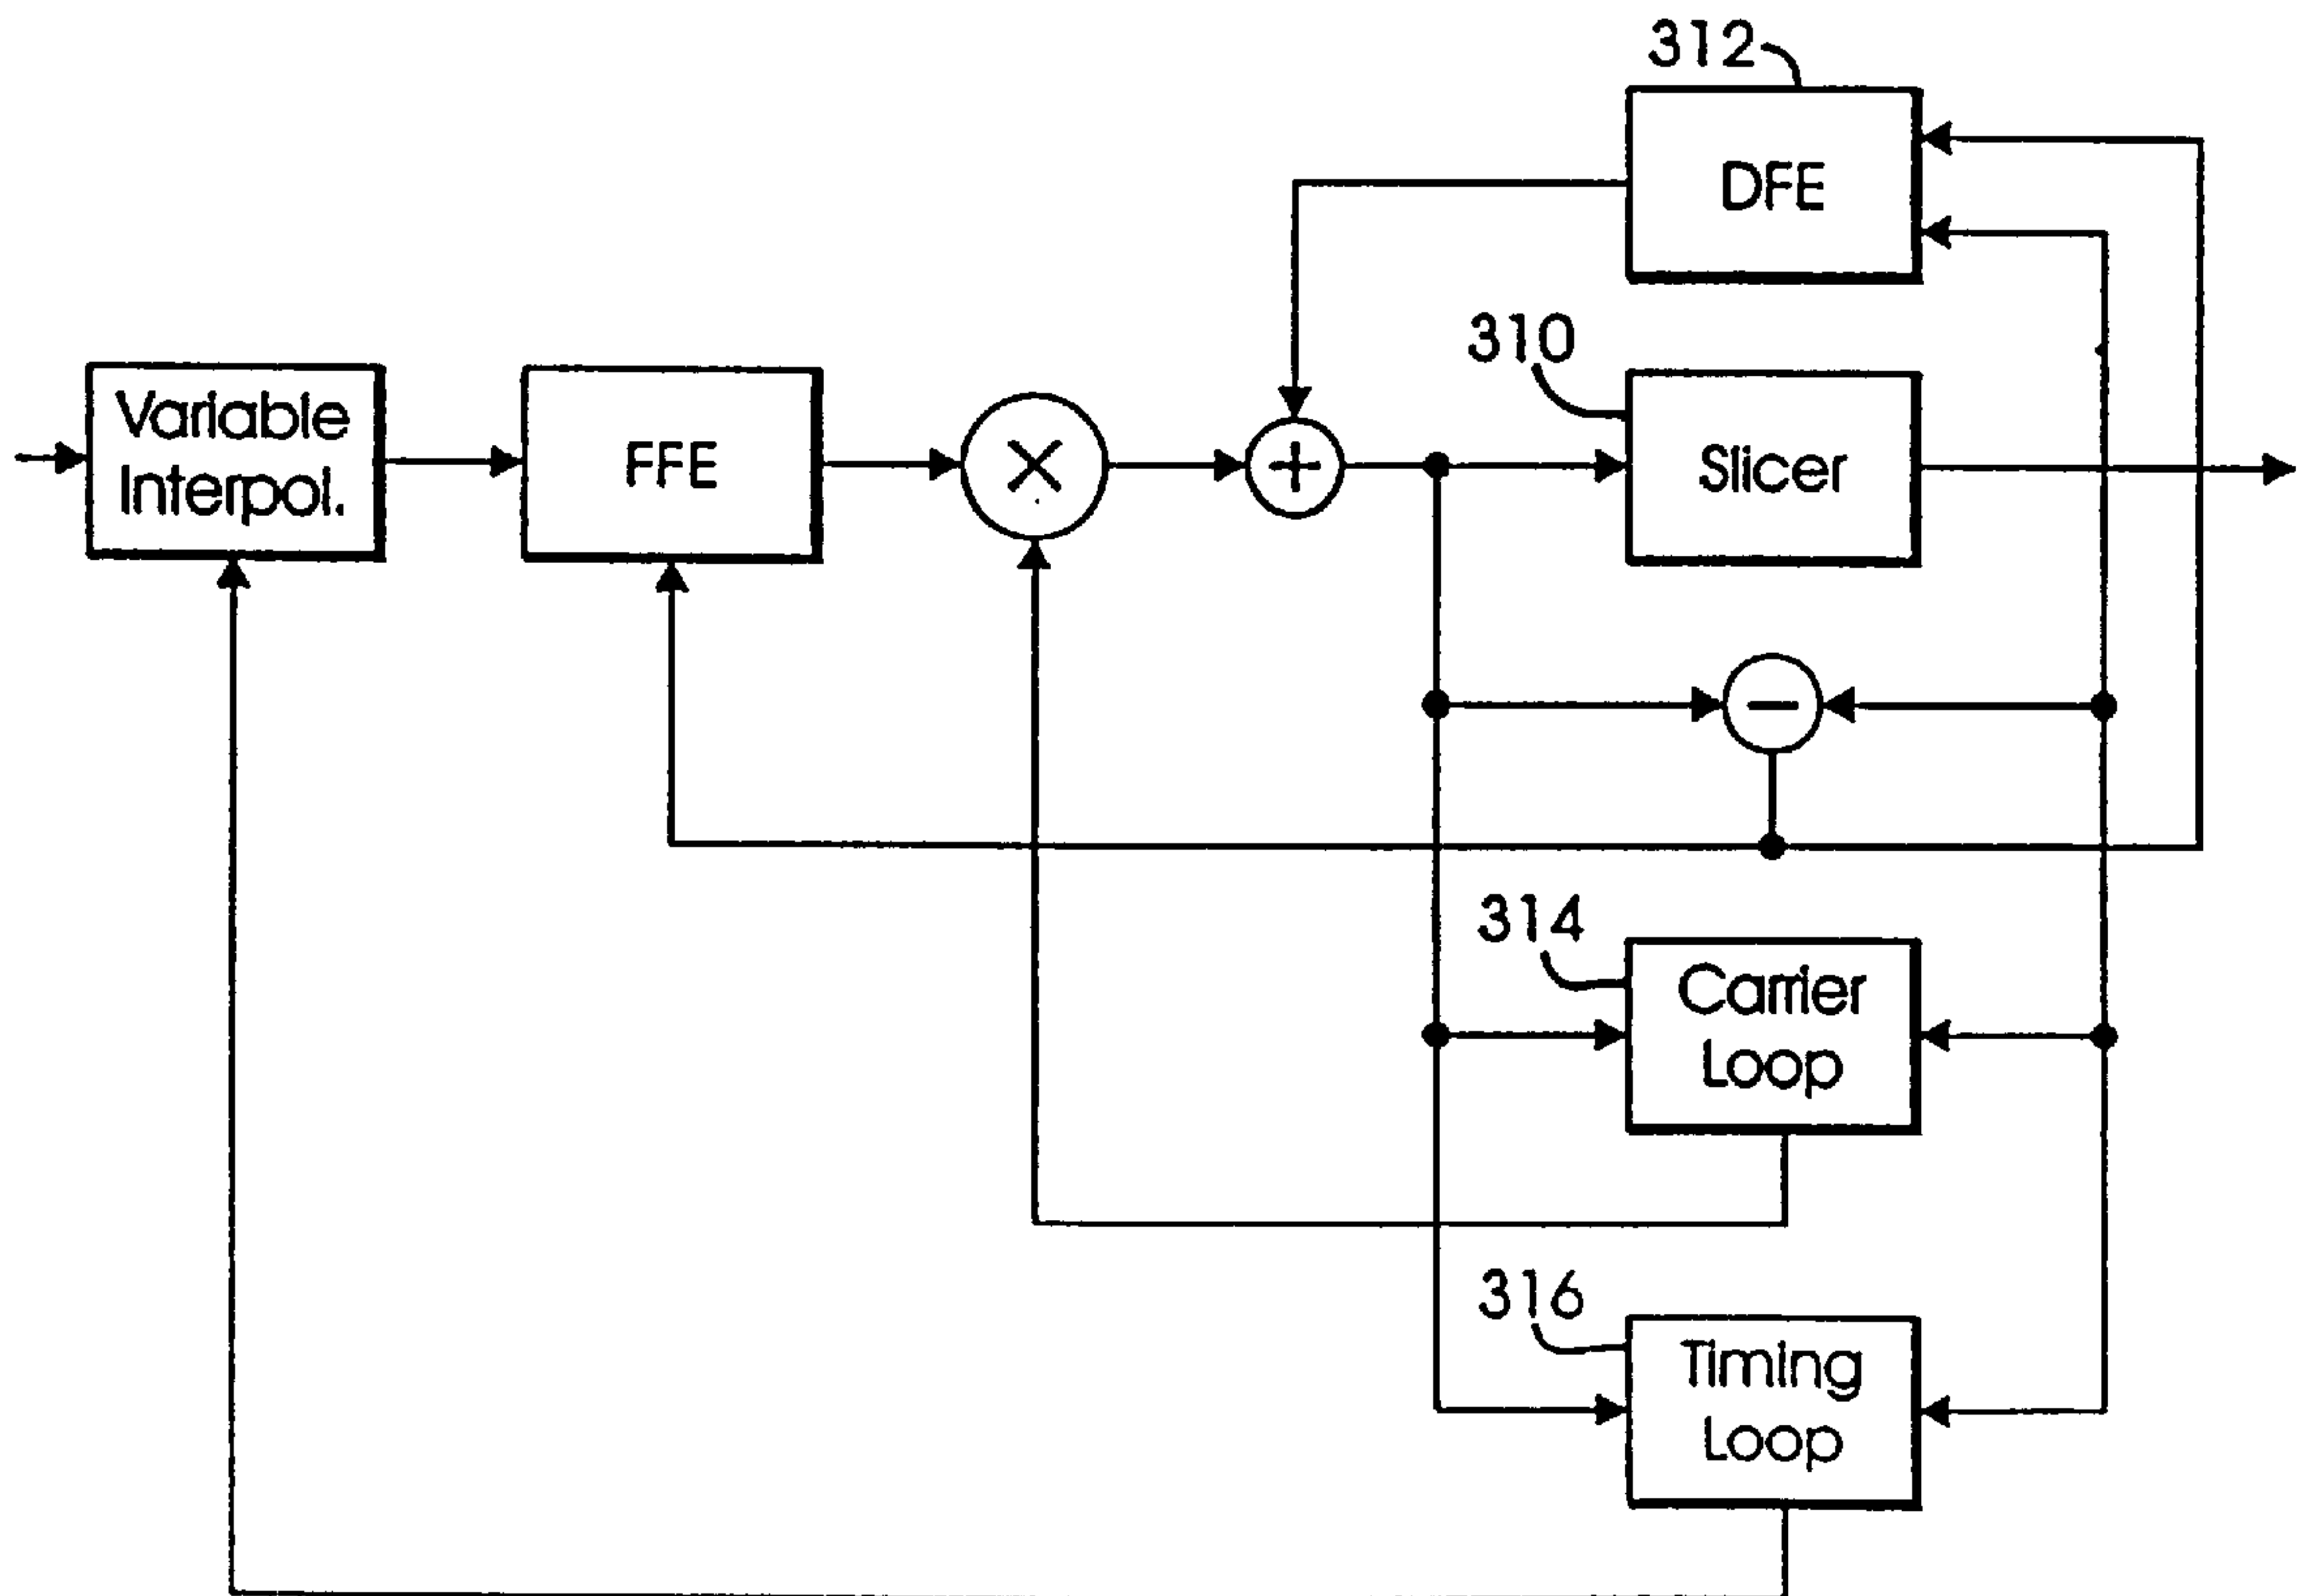 312
DFE
310
Variable
Interpol.
FFE
×
+
Slicer
−
314
Carrier
Loop
316
Timing
Loop